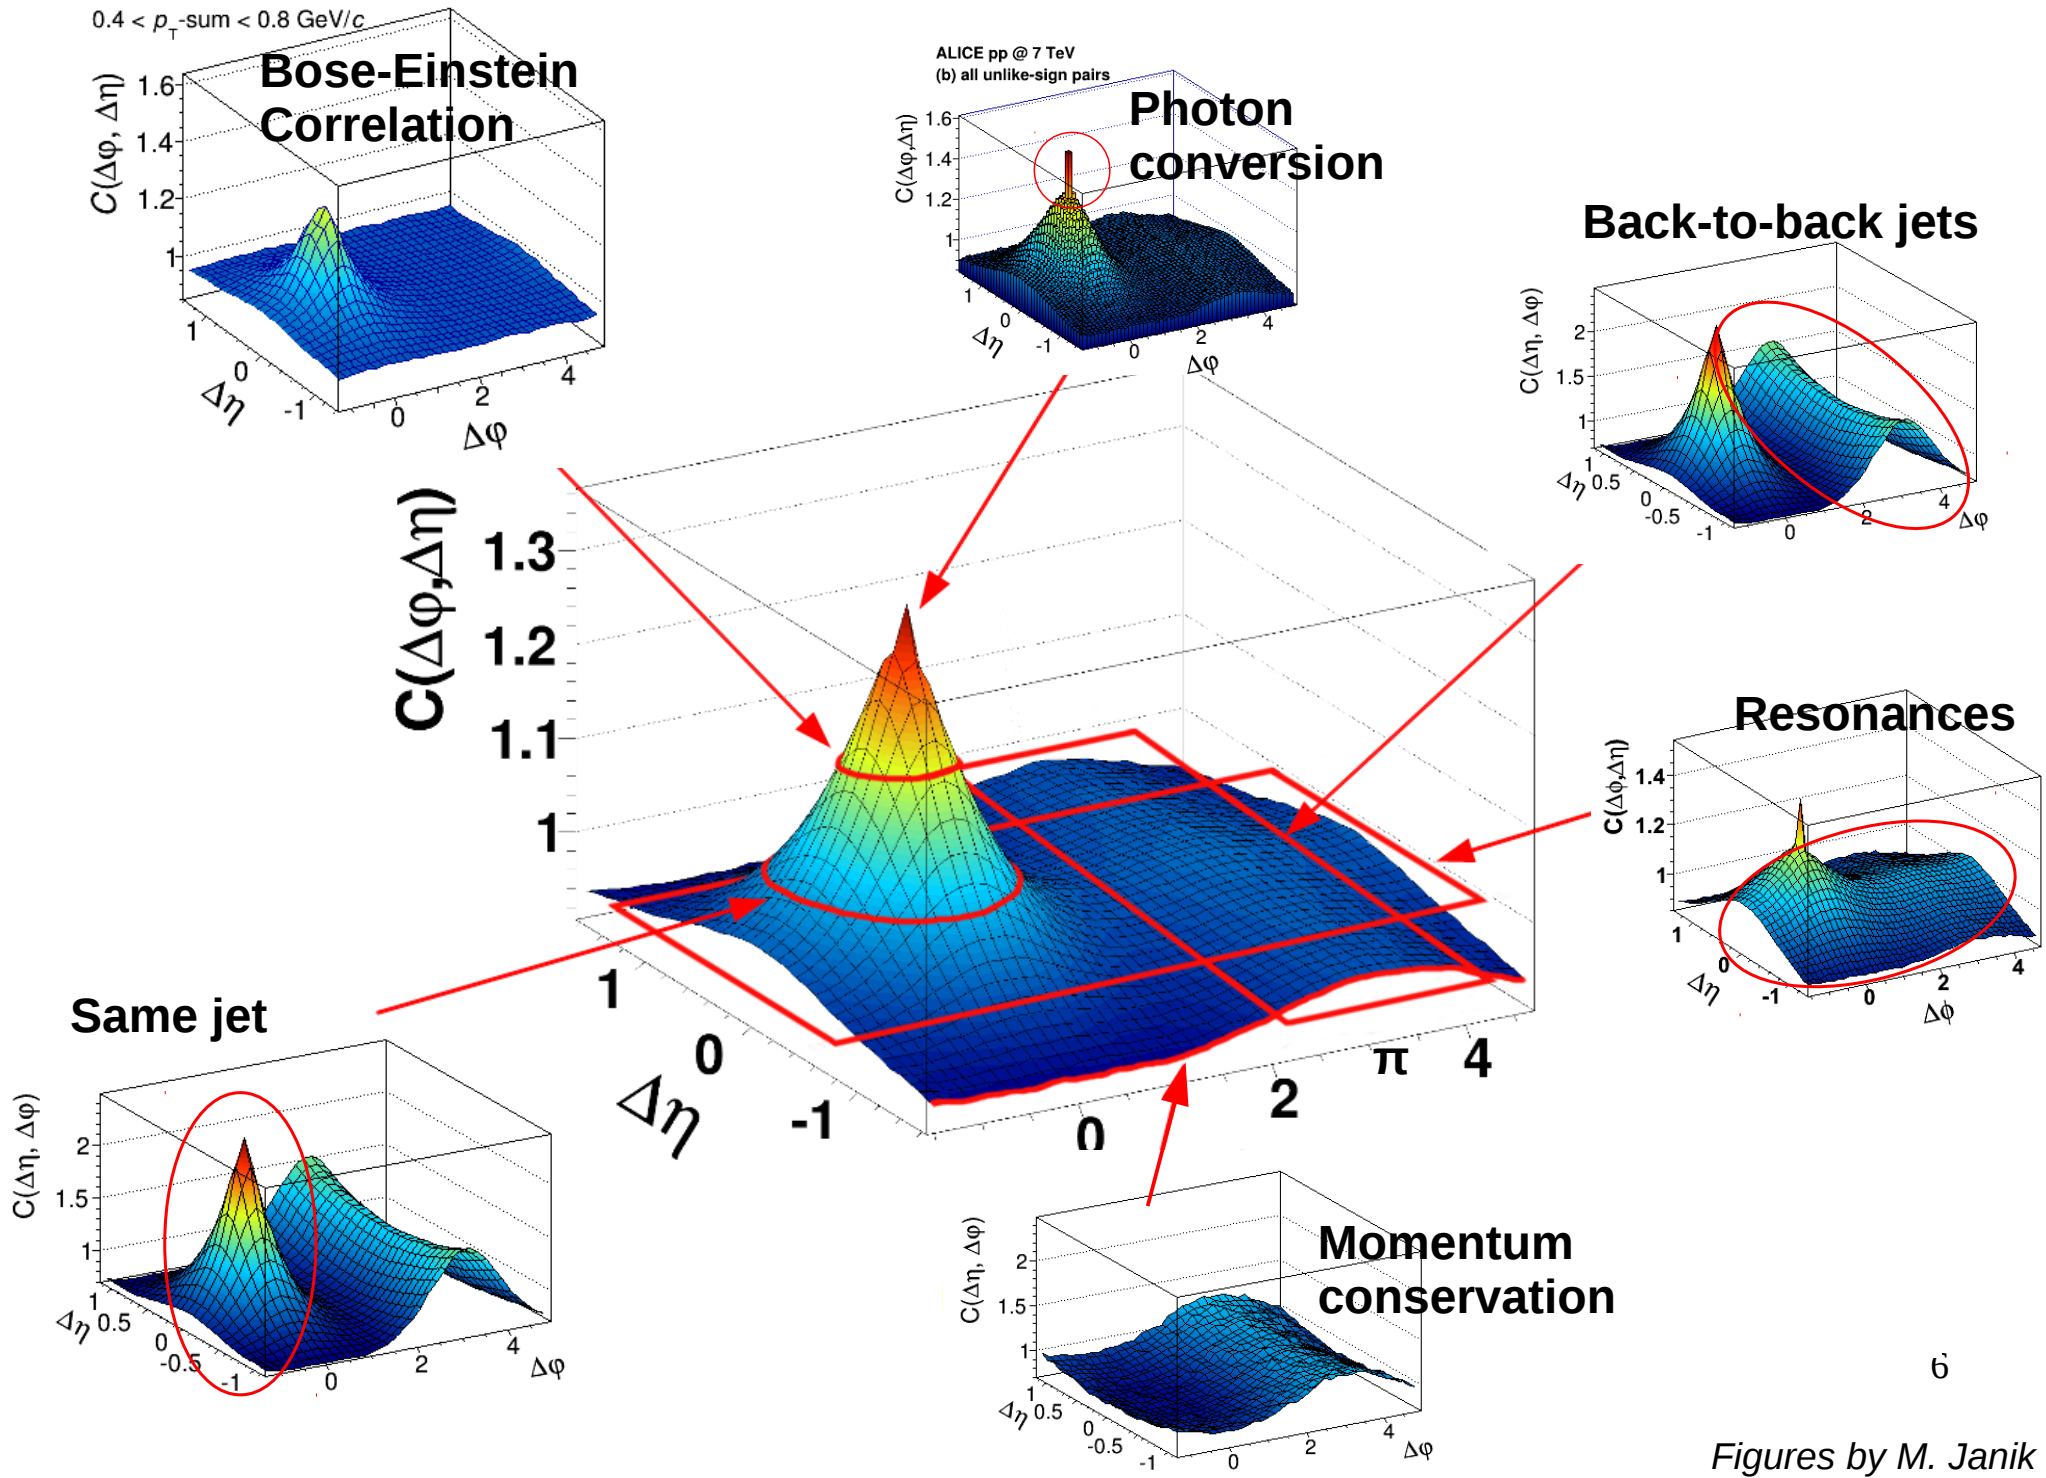 0.4 < p_T-sum < 0.8 GeV/c
Bose-Einstein
Correlation
C(Δφ, Δη)
1.6
1.4
1.2
1
1
0
-1
Δη
0
2
4
Δφ
ALICE pp @ 7 TeV
(b) all unlike-sign pairs
Photon
conversion
C(Δφ,Δη)
1.6
1.4
1.2
1
1
0
-1
Δη
0
2
4
Δφ
Back-to-back jets
C(Δη, Δφ)
2
1.5
1
1
0.5
0
-0.5
-1
Δη
0
2
4
Δφ
C(Δφ,Δη)
1.3
1.2
1.1
1
1
0
-1
Δη
0
2
π
4
Resonances
C(Δϕ,Δη)
1.4
1.2
1
1
0
-1
Δη
0
2
4
Δϕ
Same jet
C(Δη, Δφ)
2
1.5
1
1
0.5
0
-0.5
-1
Δη
0
2
4
Δφ
Momentum
conservation
C(Δη, Δφ)
2
1.5
1
1
0.5
0
-0.5
-1
Δη
0
2
4
Δφ
6
Figures by M. Janik